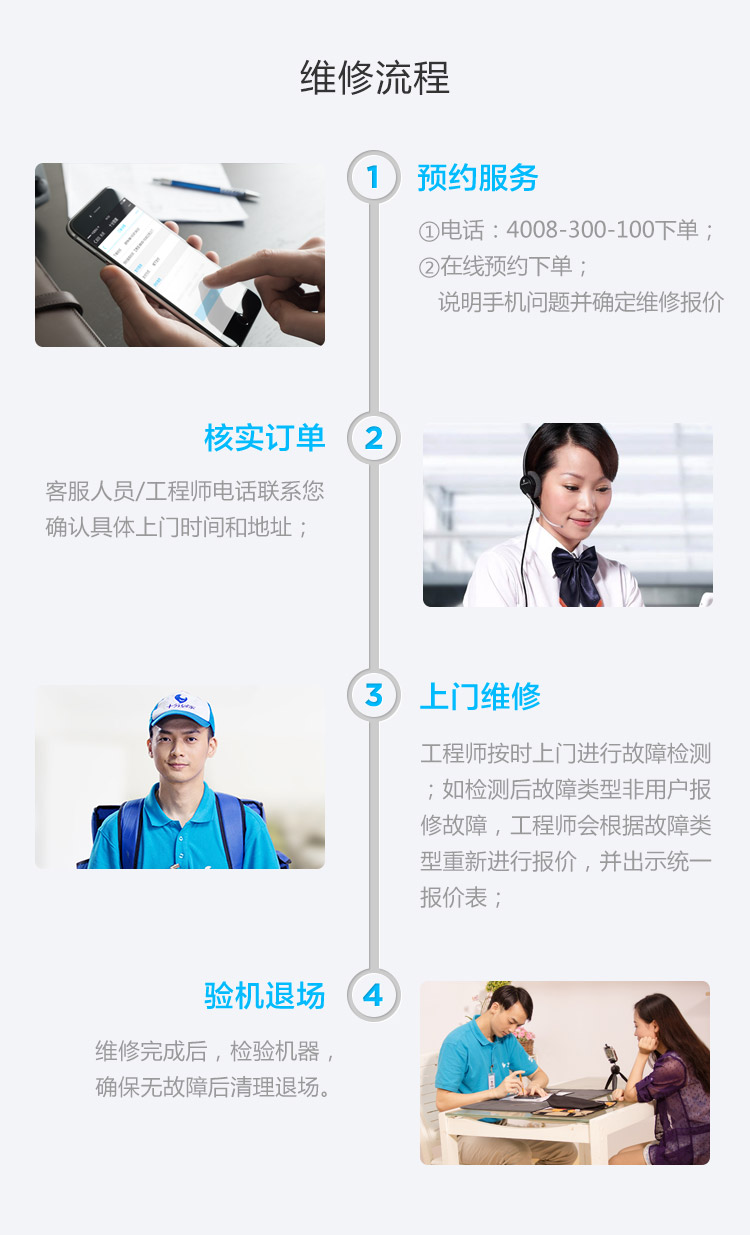 维修流程
1
预约服务
①电话：4008-300-100下单；
②在线预约下单；
说明手机问题并确定维修报价
核实订单
2
客服人员/工程师电话联系您
确认具体上门时间和地址；
3
上门维修
工程师按时上门进行故障检测
；如检测后故障类型非用户报
修故障，工程师会根据故障类
型重新进行报价，并出示统一
报价表；
验机退场
4
维修完成后，检验机器，
确保无故障后清理退场。